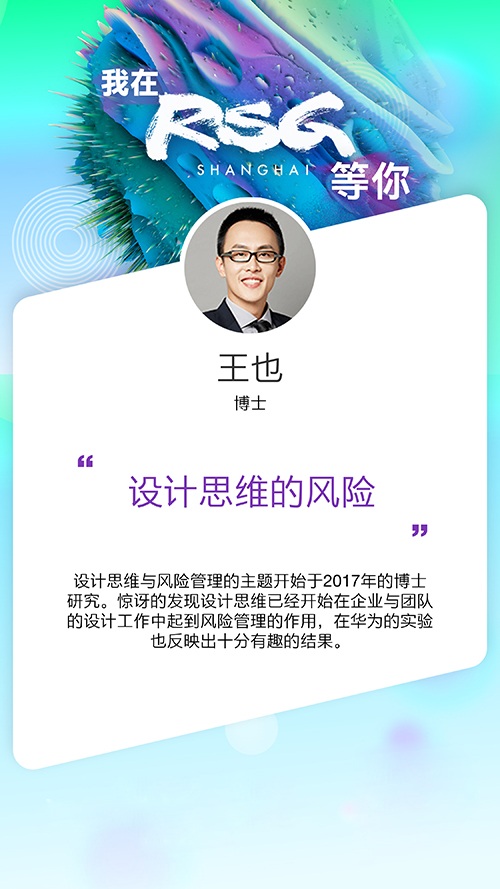 我在
RSG
SHANGHAI
等你
王也
博士
“
设计思维的风险
”
设计思维与风险管理的主题开始于2017年的博士
研究。惊讶的发现设计思维已经开始在企业与团队
的设计工作中起到风险管理的作用，在华为的实验
也反映出十分有趣的结果。